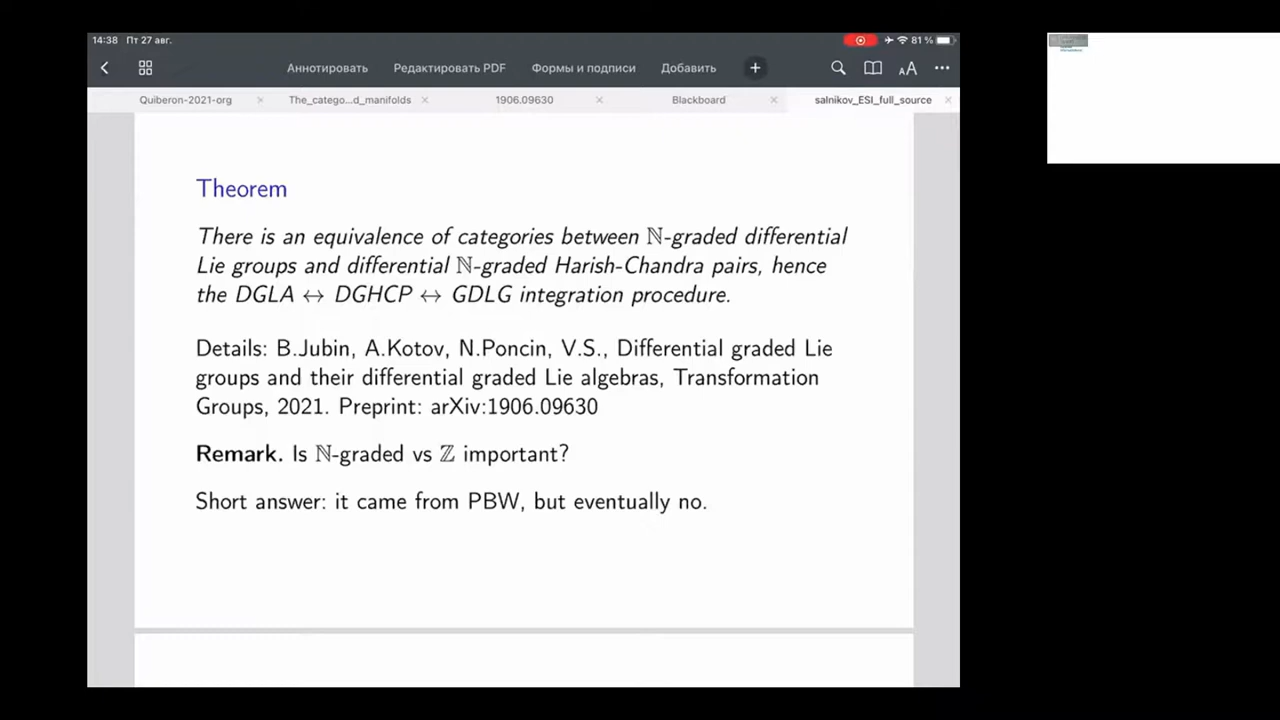 14:38 Пт 27 авг. 81 %
Аннотировать Редактировать PDF Формы и подписи Добавить + AA
Quiberon-2021-org × The_catego...d_manifolds × 1906.09630 × Blackboard × salnikov_ESI_full_source ×
Theorem
There is an equivalence of categories between ℕ-graded differential
Lie groups and differential ℕ-graded Harish-Chandra pairs, hence
the DGLA ↔ DGHCP ↔ GDLG integration procedure.
Details: B.Jubin, A.Kotov, N.Poncin, V.S., Differential graded Lie
groups and their differential graded Lie algebras, Transformation
Groups, 2021. Preprint: arXiv:1906.09630
Remark. Is ℕ-graded vs ℤ important?
Short answer: it came from PBW, but eventually no.